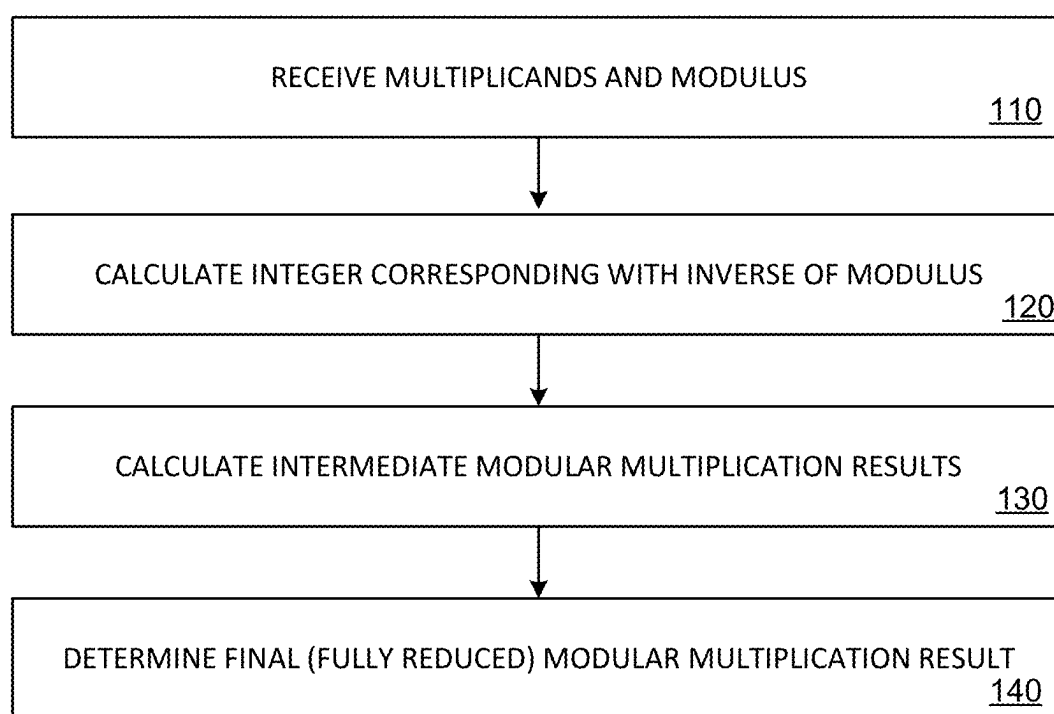 RECEIVE MULTIPLICANDS AND MODULUS
110
CALCULATE INTEGER CORRESPONDING WITH INVERSE OF MODULUS
120
CALCULATE INTERMEDIATE MODULAR MULTIPLICATION RESULTS
130
DETERMINE FINAL (FULLY REDUCED) MODULAR MULTIPLICATION RESULT
140